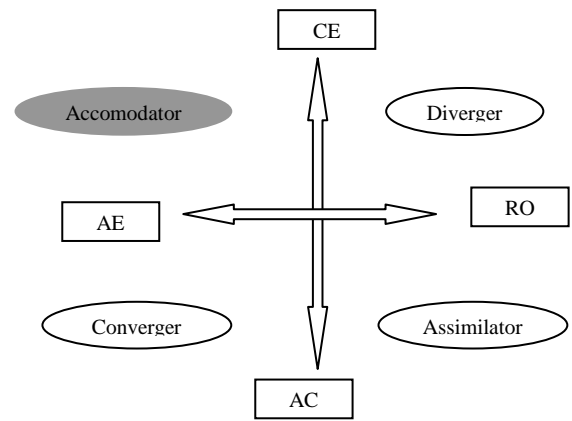 CE
Accomodator
Diverger
AE
RO
Converger
Assimilator
AC